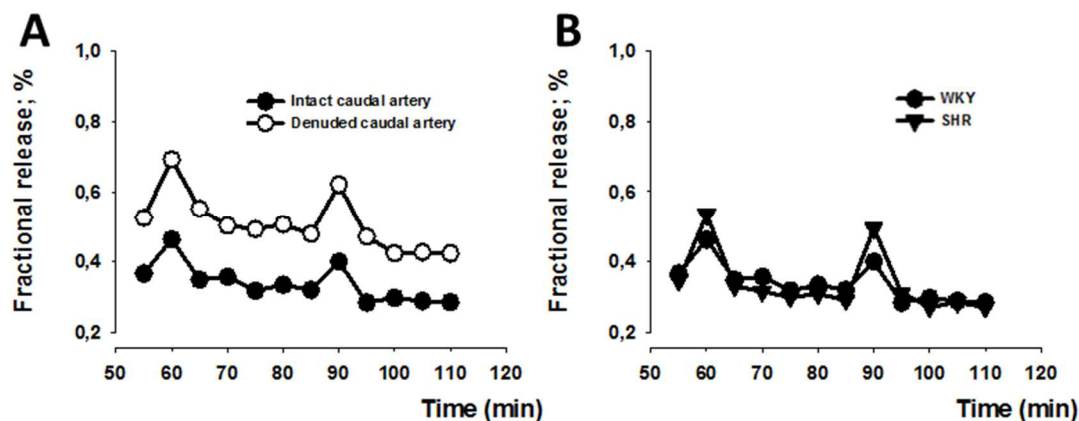 A
Fractional release; %
1,0
0,8
0,6
0,4
0,2
Intact caudal artery
Denuded caudal artery
50 60 70 80 90 100 110 120
Time (min)
B
Fractional release; %
1,0
0,8
0,6
0,4
0,2
WKY
SHR
50 60 70 80 90 100 110 120
Time (min)